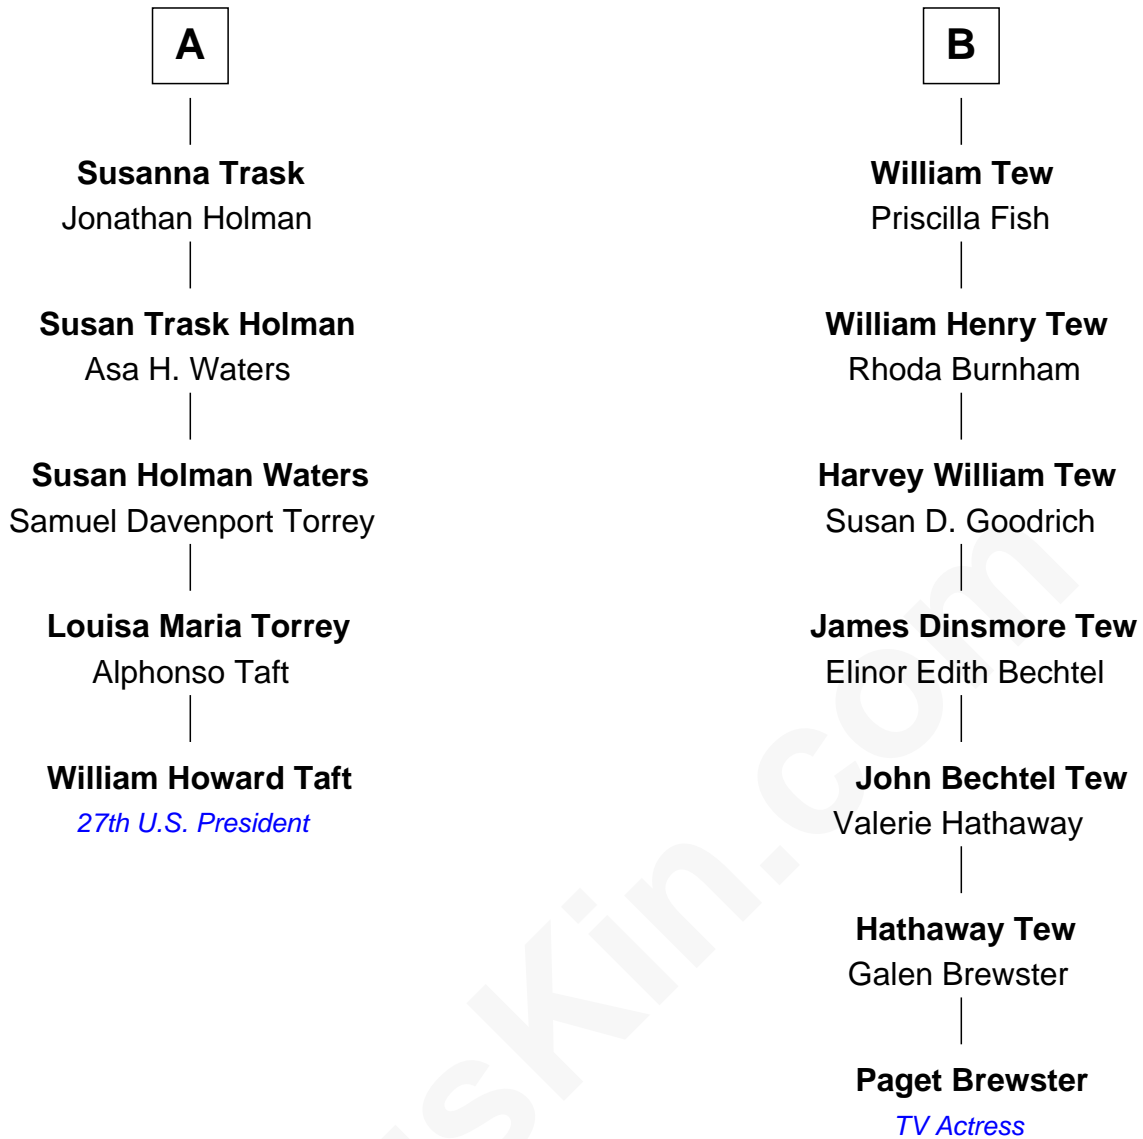 A
Susanna Trask
Jonathan Holman
Susan Trask Holman
Asa H. Waters
Susan Holman Waters
Samuel Davenport Torrey
Louisa Maria Torrey
Alphonso Taft
William Howard Taft
27th U.S. President
B
William Tew
Priscilla Fish
William Henry Tew
Rhoda Burnham
Harvey William Tew
Susan D. Goodrich
James Dinsmore Tew
Elinor Edith Bechtel
John Bechtel Tew
Valerie Hathaway
Hathaway Tew
Galen Brewster
Paget Brewster
TV Actress
usKin.com